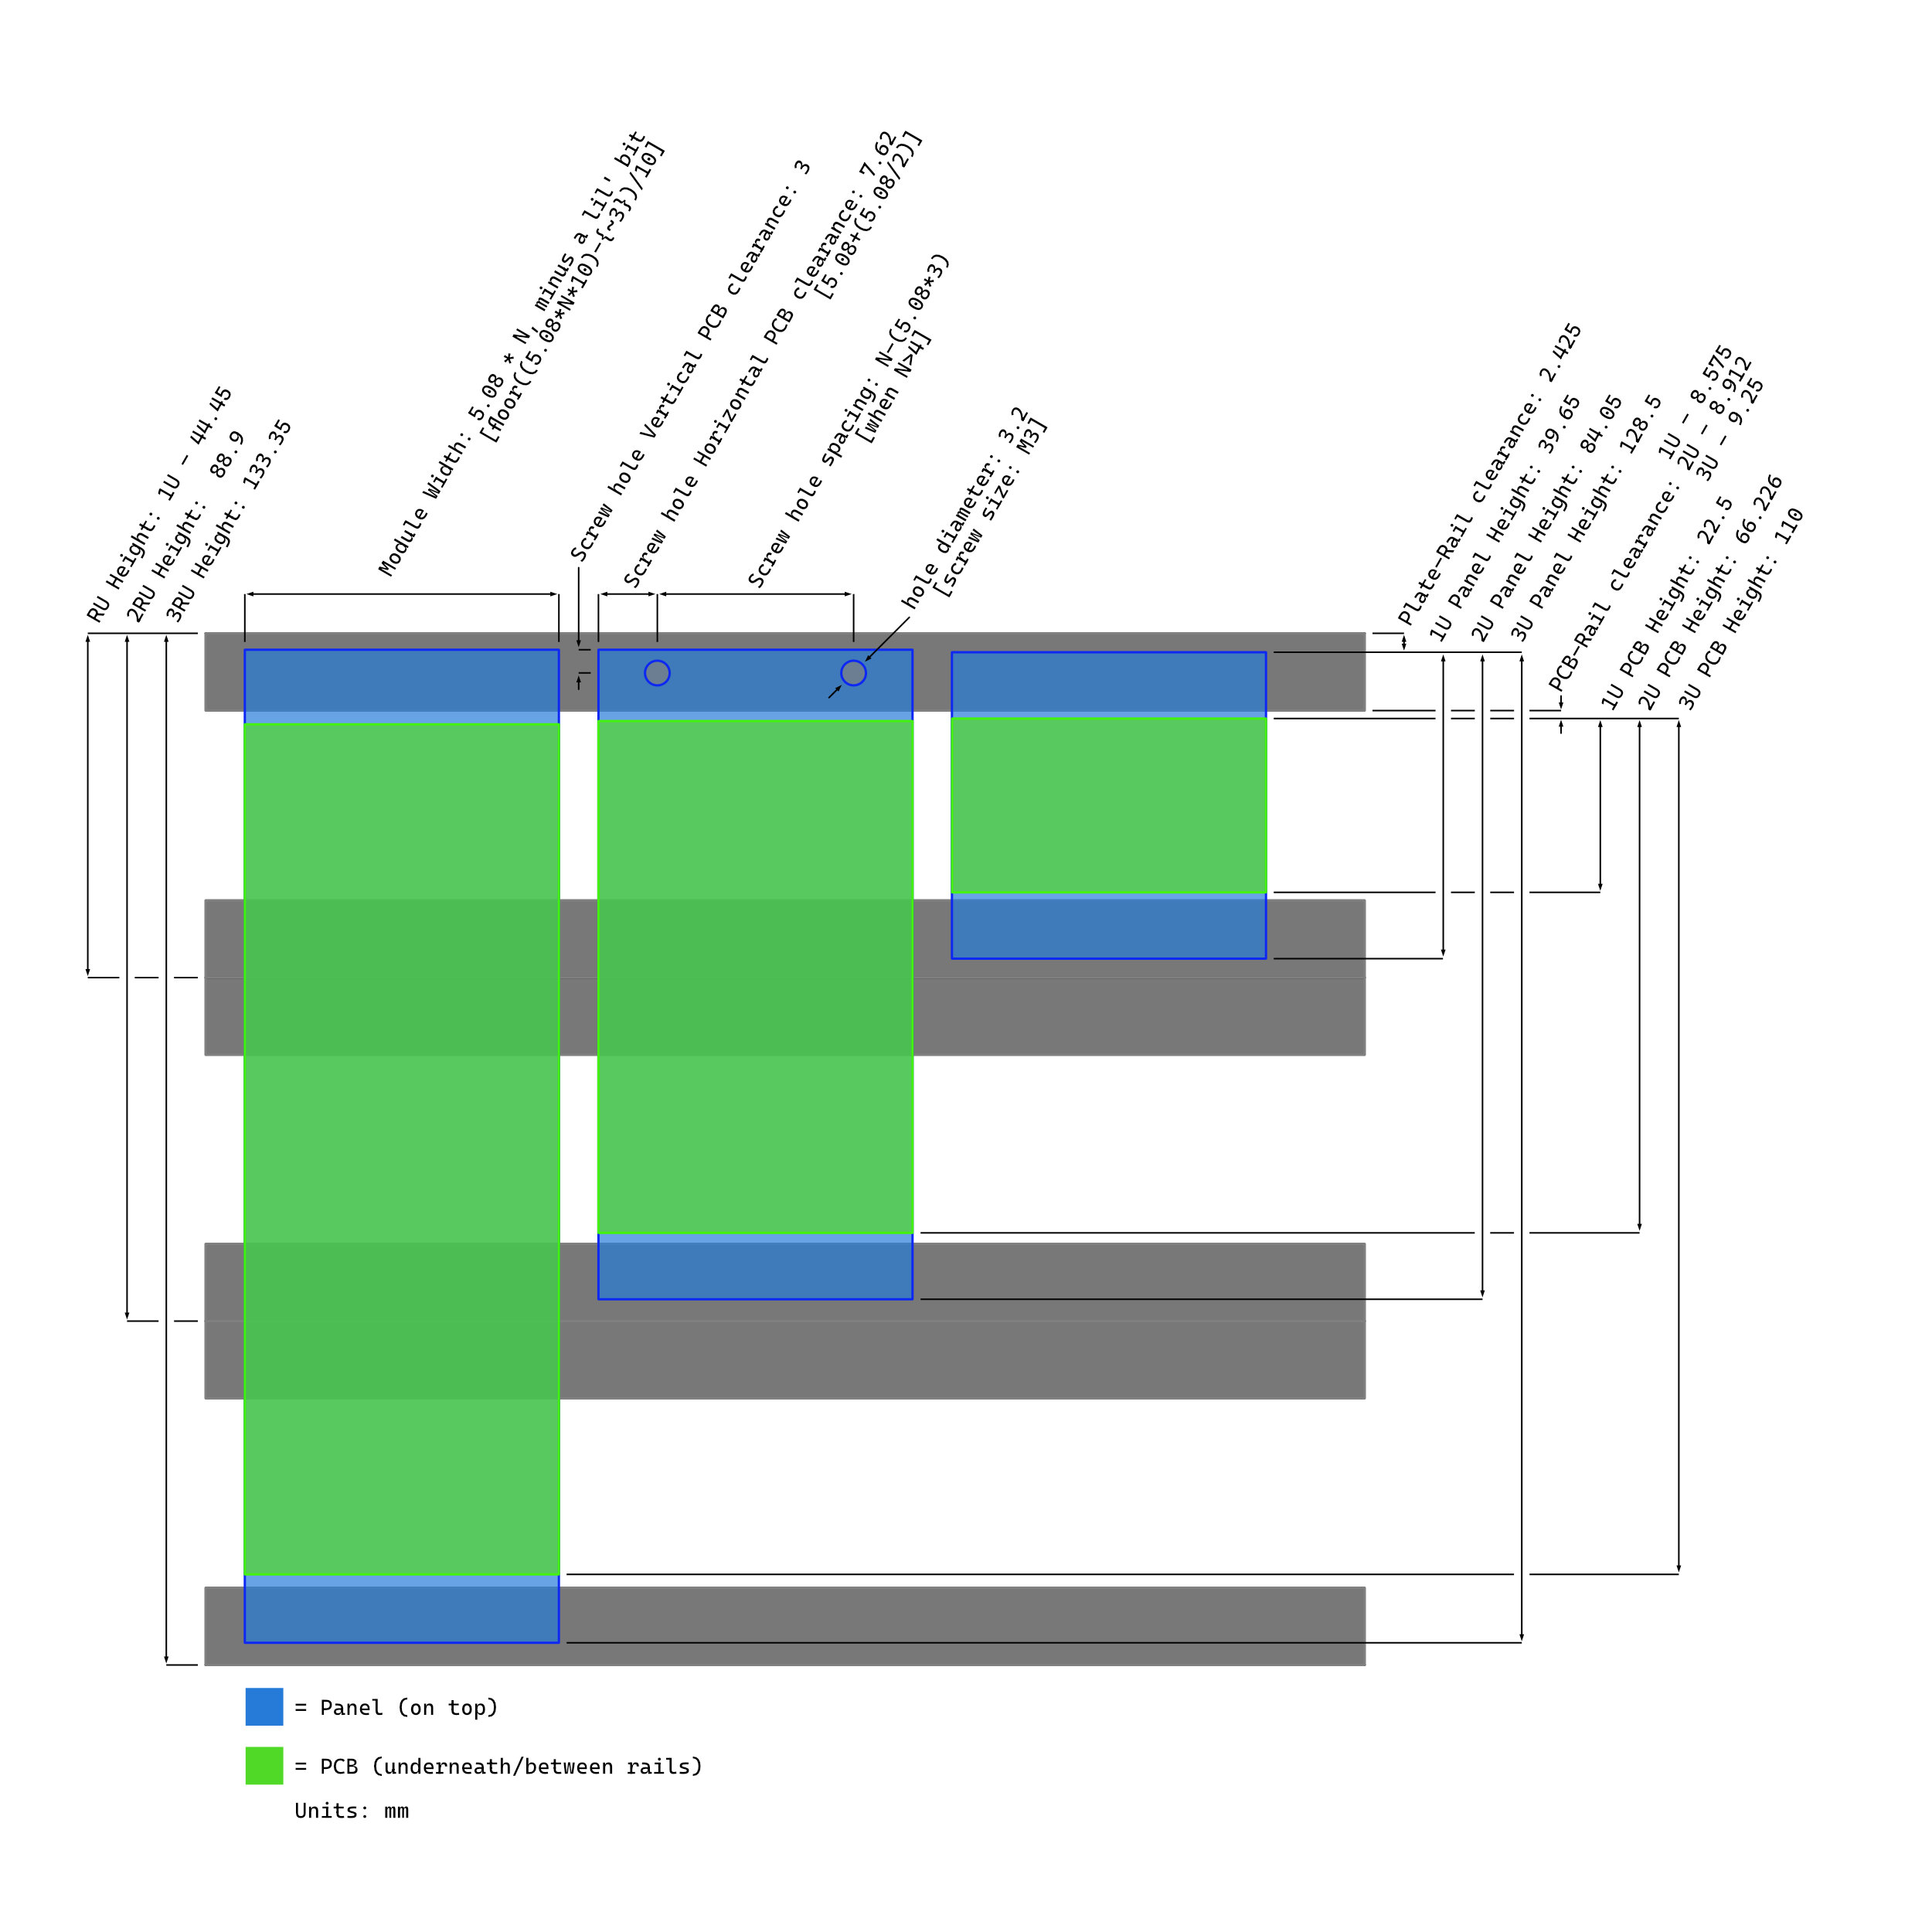 RU Height: 1U - 44.45
2RU Height:  88.9
3RU Height: 133.35
Module Width: 5.08 * N, minus a lil' bit
[floor((5.08*N*10)-{~3})/10]
Screw hole Vertical PCB clearance: 3
Screw hole Horizontal PCB clearance: 7.62
[5.08+(5.08/2)]
Screw hole spacing: N-(5.08*3)
[when N>4]
hole diameter: 3.2
[screw size: M3]
Plate-Rail clearance: 2.425
1U Panel Height: 39.65
2U Panel Height: 84.05
3U Panel Height: 128.5
1U - 8.575
PCB-Rail clearance: 2U - 8.912
3U - 9.25
1U PCB Height: 22.5
2U PCB Height: 66.226
3U PCB Height: 110
= Panel (on top)
= PCB (underneath/between rails)
Units: mm